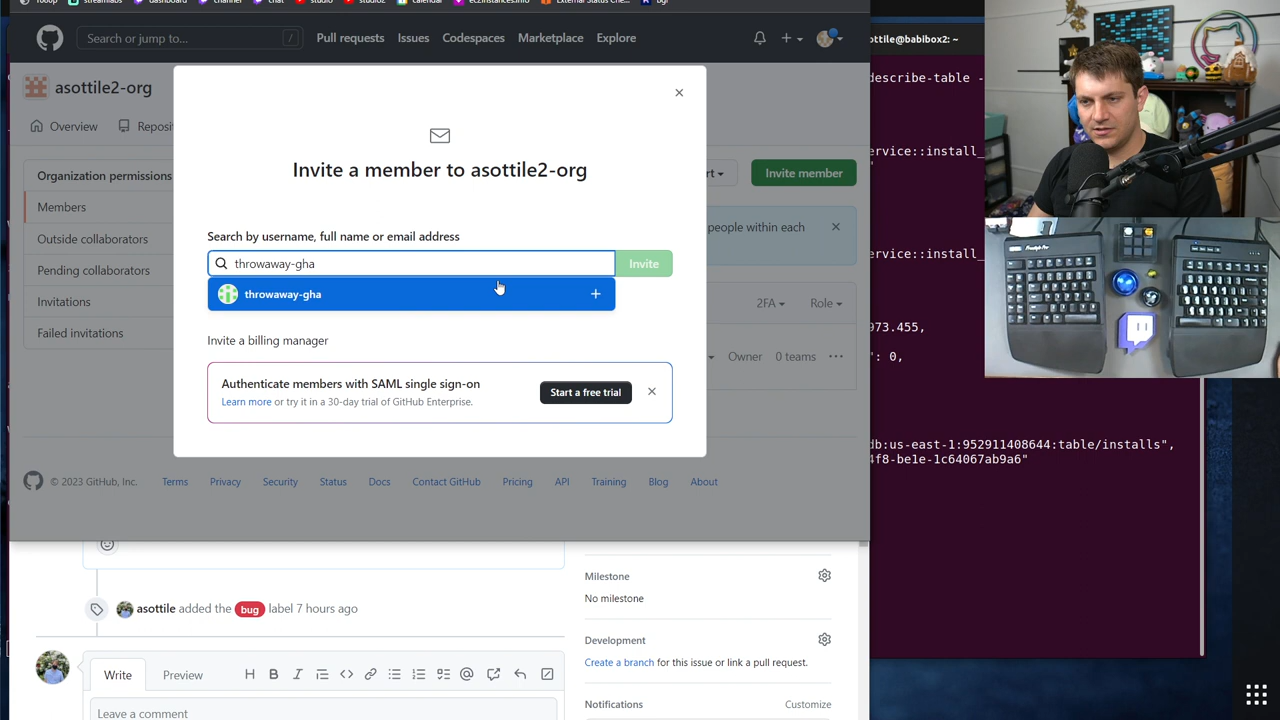 Search or jump to...
/
Pull requests
Issues
Codespaces
Marketplace
Explore
asottile2-org
Overview
Reposit
Organization permissions
Members
Outside collaborators
Pending collaborators
Invitations
Failed invitations
Invite a member to asottile2-org
Search by username, full name or email address
throwaway-gha
Invite
throwaway-gha
Invite a billing manager
Authenticate members with SAML single sign-on
Learn more or try it in a 30-day trial of GitHub Enterprise.
Start a free trial
rt
Invite member
people within each
2FA
Role
Owner
0 teams
© 2023 GitHub, Inc.
Terms
Privacy
Security
Status
Docs
Contact GitHub
Pricing
API
Training
Blog
About
asottile added the bug label 7 hours ago
Write
Preview
Leave a comment
Milestone
No milestone
Development
Create a branch for this issue or link a pull request.
Notifications
Customize
ottile@babibox2: ~
describe-table -
ervice::install_
ervice::install_
973.455,
": 0,
db:us-east-1:952911408644:table/installs",
4f8-be1e-1c64067ab9a6"